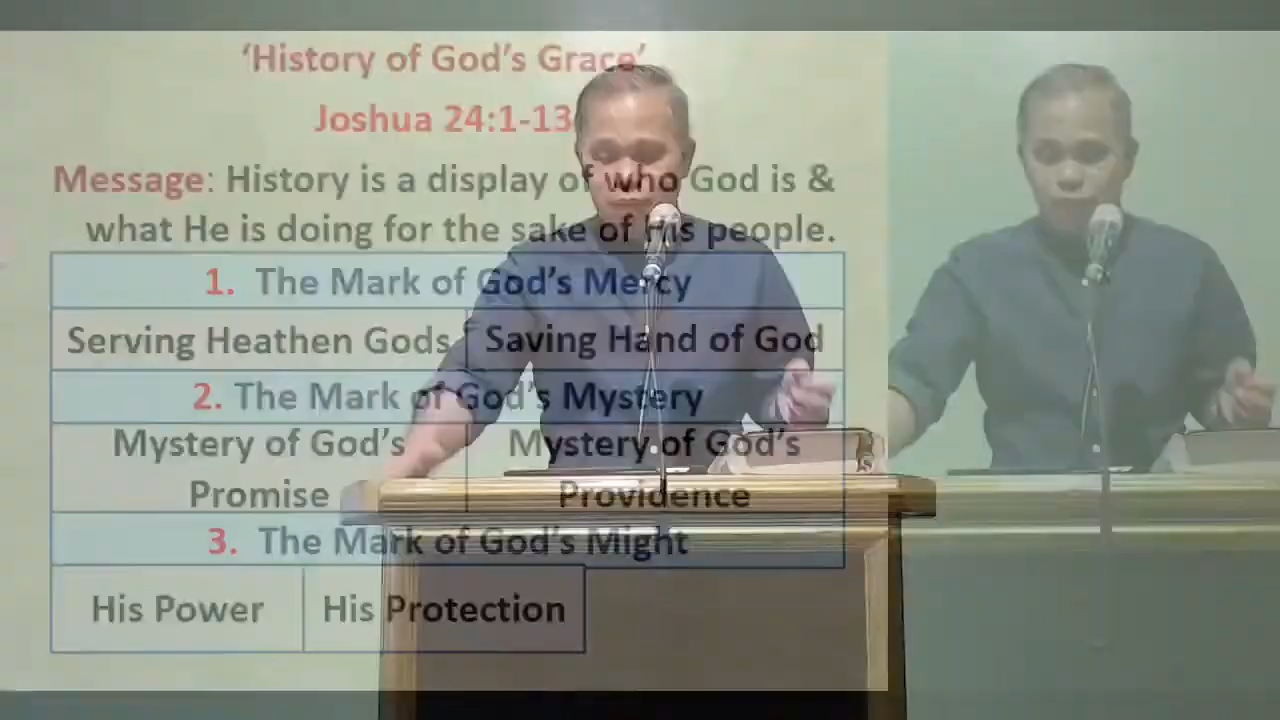 ‘History of God’s Grace’
Joshua 24:1-13
Message: History is a display of who God is &
what He is doing for the sake of His people.
1. The Mark of God’s Mercy
Serving Heathen Gods Saving Hand of God
2. The Mark of God’s Mystery
Mystery of God’s Mystery of God’s
Promise Providence
3. The Mark of God’s Might
His Power His Protection